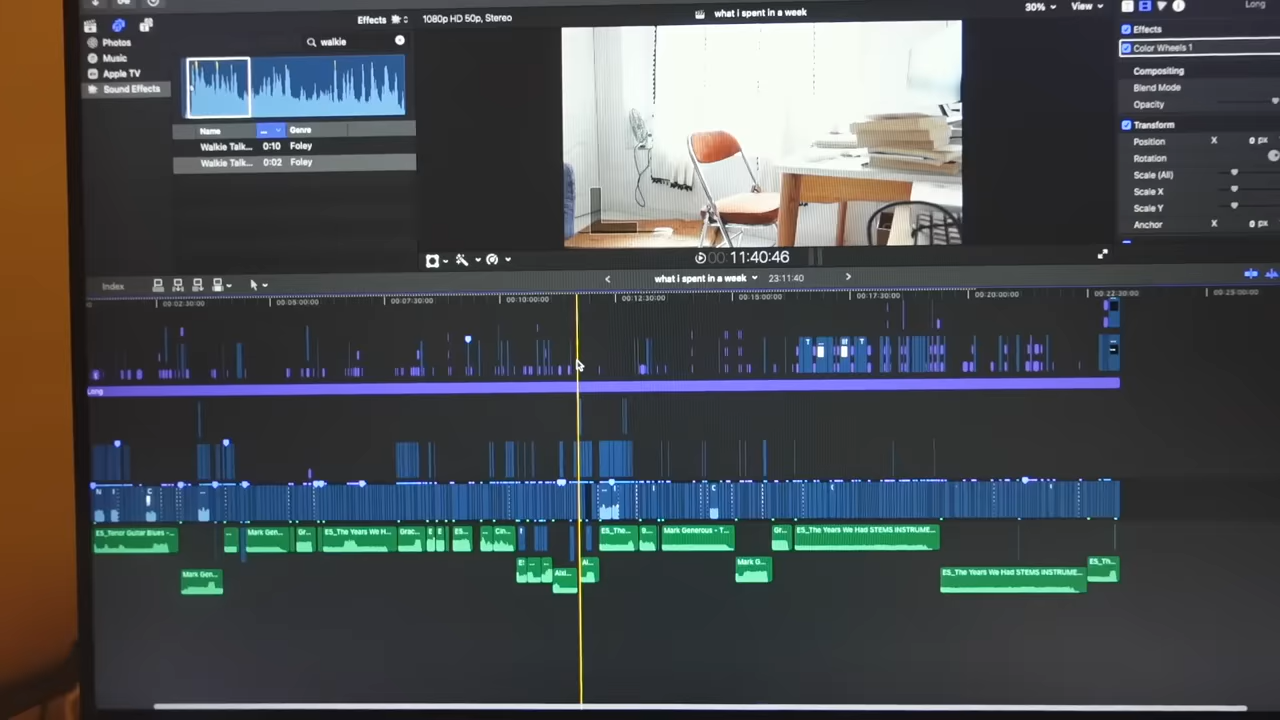 Effects
1080p HD 50p, Stereo
what i spent in a week
30%
View
Long
Photos
Music
Apple TV
Sound Effects
walkie
Name
...
Genre
Walkie Talk...
0:10
Foley
Walkie Talk...
0:02
Foley
Effects
Color Wheels 1
Compositing
Blend Mode
Opacity
Transform
Position
X
0 px
Rotation
Scale (All)
Scale X
Scale Y
Anchor
X
0 px
00:11:40:46
Index
what i spent in a week
23:11:40
00:02:30:00
00:05:00:00
00:07:30:00
00:10:00:00
00:12:30:00
00:15:00:00
00:17:30:00
00:20:00:00
00:22:30:00
00:25:00:00
T
T
N
I
C
C
ES_Tenor Guitar Blues -...
...
Mark Gen...
Gr...
ES_The Years We H...
Grac...
E
E
ES...
...
Cin...
ES_The...
B...
Mark Generous - T...
Gr...
ES_The Years We Had STEMS INSTRUME...
Mark Gen...
...
...
Mark G...
ES_The Years We Had STEMS INSTRUME...
ES_Th...